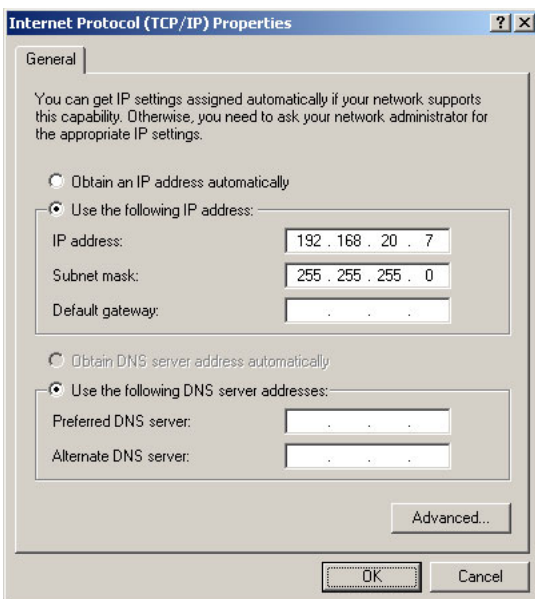 Internet Protocol (TCP/IP) Properties
General
You can get IP settings assigned automatically if your network supports
this capability. Otherwise, you need to ask your network administrator for
the appropriate IP settings.
Obtain an IP address automatically
Use the following IP address:
IP address: 192 . 168 . 20 . 7
Subnet mask: 255 . 255 . 255 . 0
Default gateway: . . .
Obtain DNS server address automatically
Use the following DNS server addresses:
Preferred DNS server: . . .
Alternate DNS server: . . .
Advanced...
OK Cancel